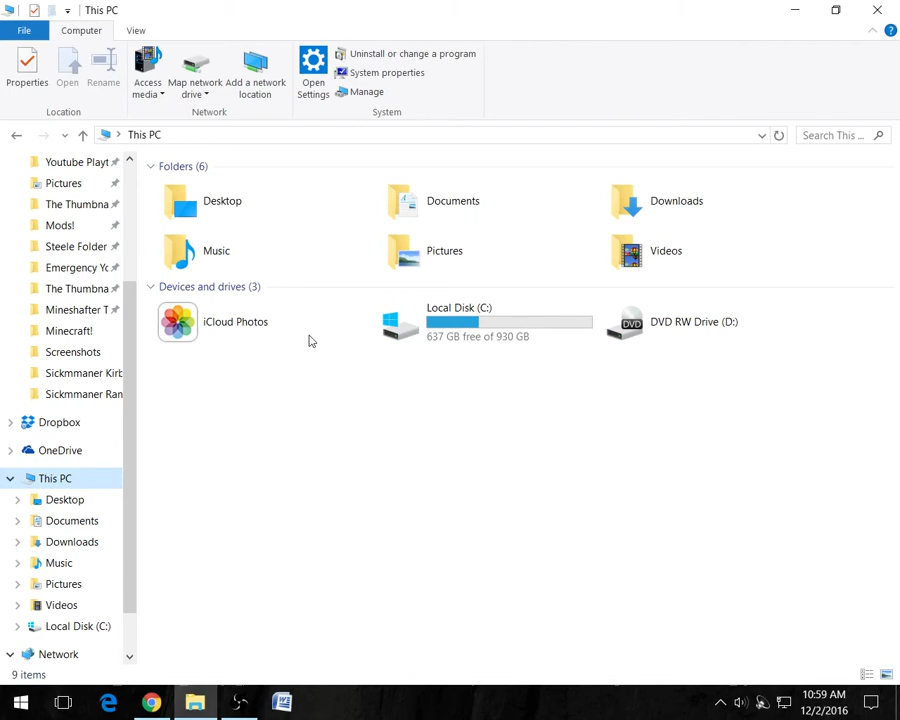 This PC
File
Computer
View
Properties
Open
Rename
Access
media
Map network
drive
Add a network
location
Open
Settings
Uninstall or change a program
System properties
Manage
Location
Network
System
This PC
Search This ...
Youtube Playt
Pictures
The Thumbna
Mods!
Steele Folder
Emergency Yo
The Thumbna
Mineshafter T
Minecraft!
Screenshots
Sickmmaner Kirb
Sickmmaner Ran
Dropbox
OneDrive
This PC
Desktop
Documents
Downloads
Music
Pictures
Videos
Local Disk (C:)
Network
Folders (6)
Desktop
Documents
Downloads
Music
Pictures
Videos
Devices and drives (3)
iCloud Photos
Local Disk (C:)
637 GB free of 930 GB
DVD
DVD RW Drive (D:)
9 items
10:59 AM
12/2/2016